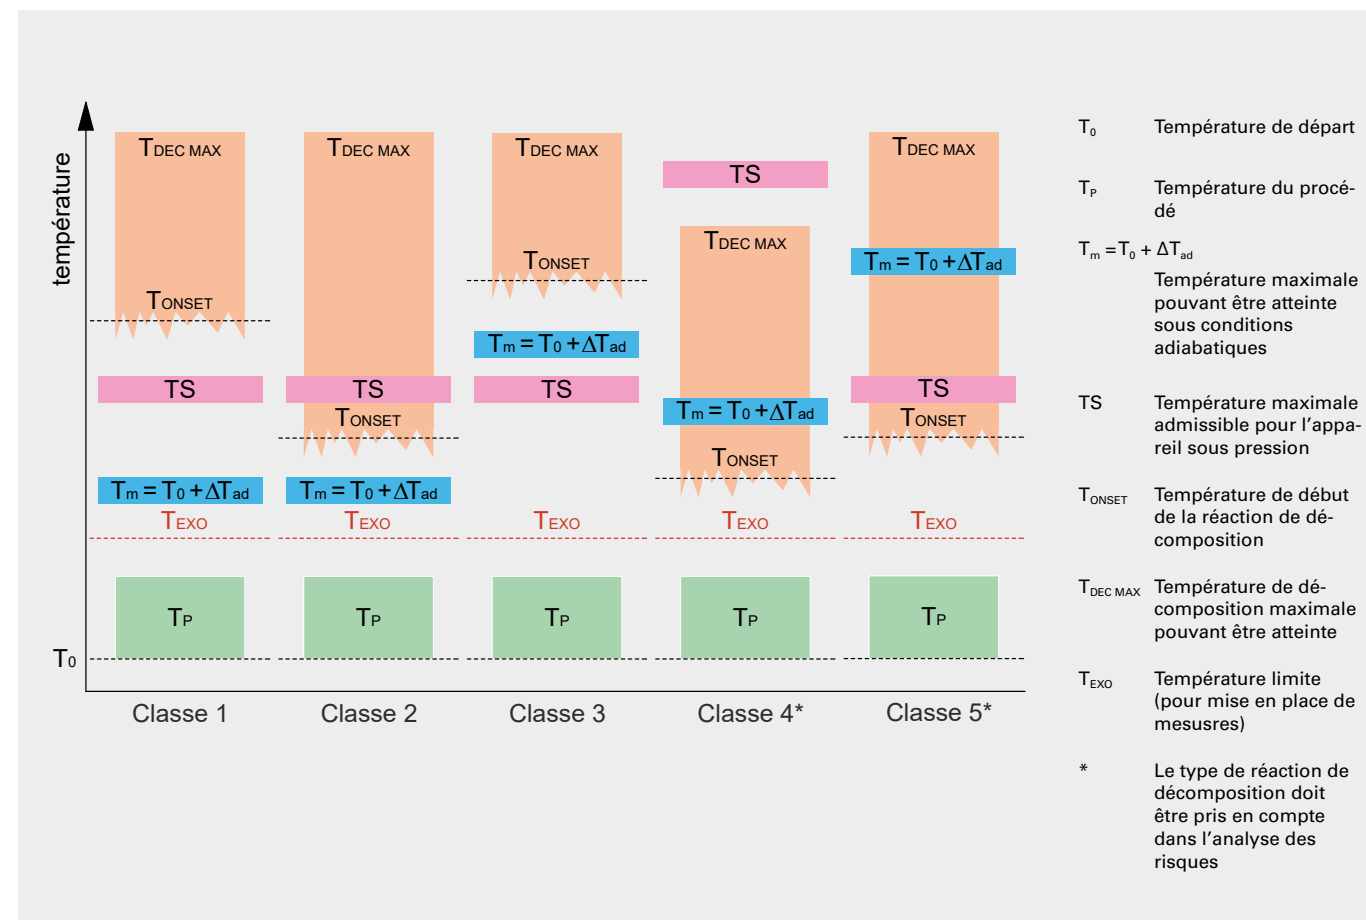 température
T₀
TDEC MAX
TONSET
TS
Tm = T0 + ΔTad
TEXO
TP
Classe 1
TDEC MAX
TS
TONSET
Tm = T0 + ΔTad
TEXO
TP
Classe 2
TDEC MAX
TONSET
Tm = T0 + ΔTad
TS
TEXO
TP
Classe 3
TS
TDEC MAX
Tm = T0 + ΔTad
TONSET
TEXO
TP
Classe 4*
TDEC MAX
Tm = T0 + ΔTad
TS
TONSET
TEXO
TP
Classe 5*
T₀ Température de départ
TP Température du procé-
dé
Tm = T₀ + ΔTad
Température maximale
pouvant être atteinte
sous conditions
adiabatiques
TS Température maximale
admissible pour l'appa-
reil sous pression
TONSET Température de début
de la réaction de dé-
composition
TDEC MAX Température de dé-
composition maximale
pouvant être atteinte
TEXO Température limite
(pour mise en place de
mesusres)
* Le type de réaction de
décomposition doit
être pris en compte
dans l'analyse des
risques